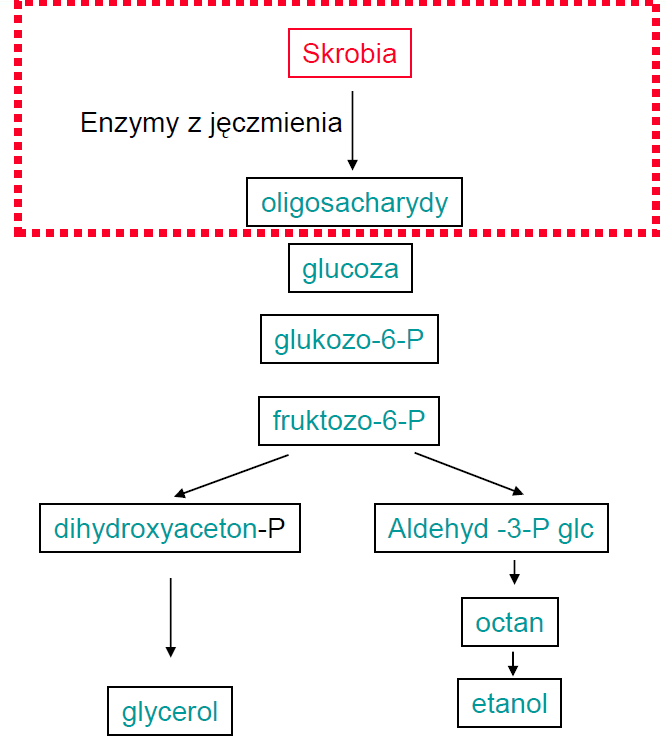 Skrobia
Enzymy z jęczmienia
oligosacharydy
glucoza
glukozo-6-P
fruktozo-6-P
dihydroxyaceton-P
Aldehyd -3-P glc
octan
glycerol
etanol